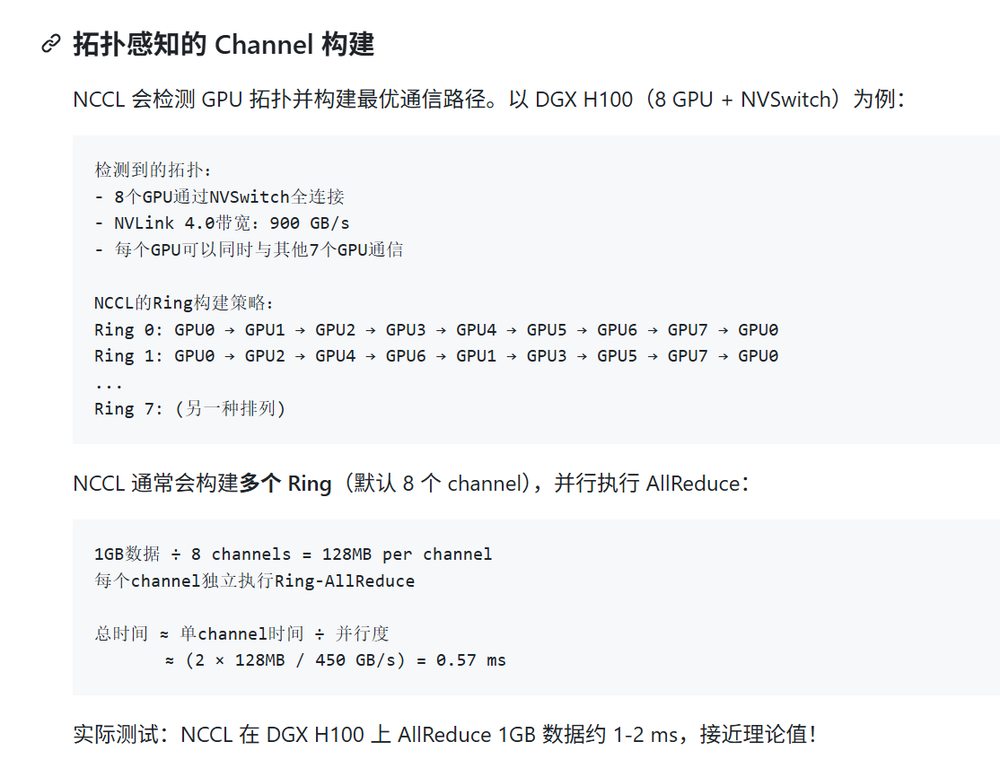 拓扑感知的 Channel 构建
NCCL 会检测 GPU 拓扑并构建最优通信路径。以 DGX H100（8 GPU + NVSwitch）为例：
检测到的拓扑：
- 8个GPU通过NVSwitch全连接
- NVLink 4.0带宽：900 GB/s
- 每个GPU可以同时与其他7个GPU通信
NCCL的Ring构建策略：
Ring 0: GPU0 → GPU1 → GPU2 → GPU3 → GPU4 → GPU5 → GPU6 → GPU7 → GPU0
Ring 1: GPU0 → GPU2 → GPU4 → GPU6 → GPU1 → GPU3 → GPU5 → GPU7 → GPU0
...
Ring 7: (另一种排列)
NCCL 通常会构建多个 Ring（默认 8 个 channel），并行执行 AllReduce：
1GB数据 ÷ 8 channels = 128MB per channel
每个channel独立执行Ring-AllReduce
总时间 ≈ 单channel时间 ÷ 并行度
≈ (2 × 128MB / 450 GB/s) = 0.57 ms
实际测试：NCCL 在 DGX H100 上 AllReduce 1GB 数据约 1-2 ms，接近理论值！